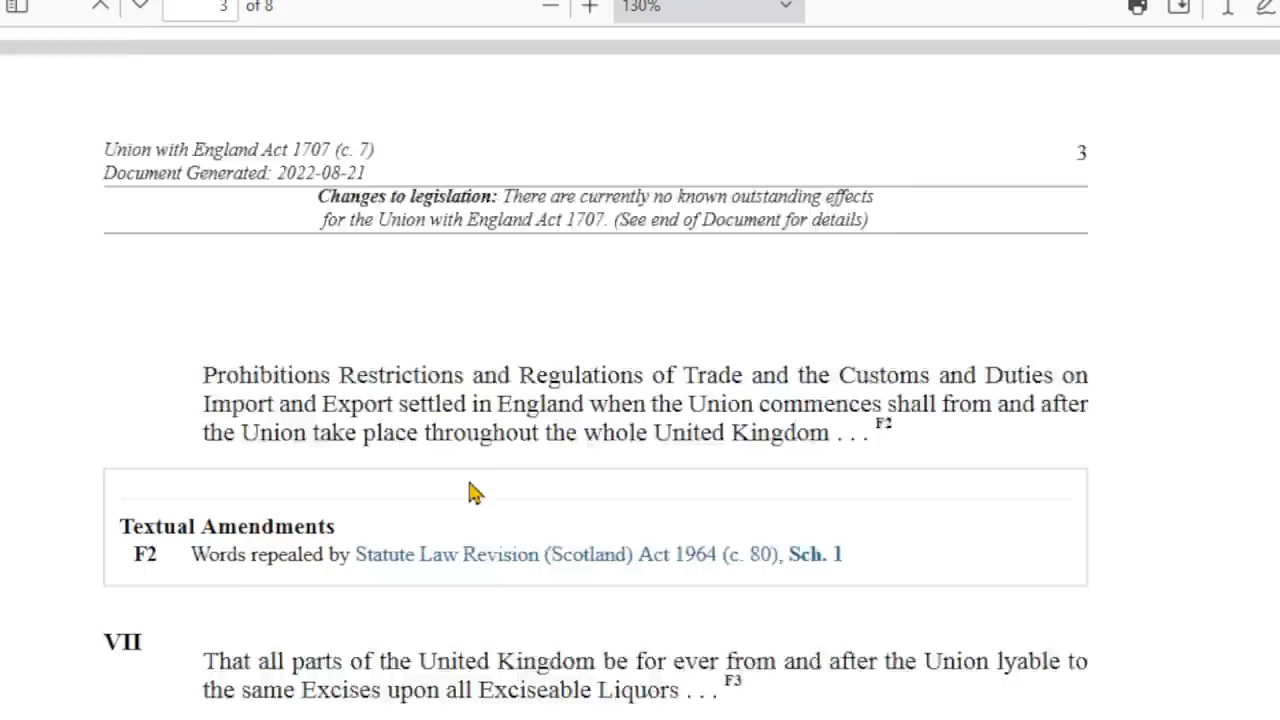 3 of 8
130%
Union with England Act 1707 (c. 7)
3
Document Generated: 2022-08-21
Changes to legislation: There are currently no known outstanding effects
for the Union with England Act 1707. (See end of Document for details)
Prohibitions Restrictions and Regulations of Trade and the Customs and Duties on
Import and Export settled in England when the Union commences shall from and after
the Union take place throughout the whole United Kingdom . . . F2
Textual Amendments
F2 Words repealed by Statute Law Revision (Scotland) Act 1964 (c. 80), Sch. 1
VII
That all parts of the United Kingdom be for ever from and after the Union lyable to
the same Excises upon all Exciseable Liquors . . . F3